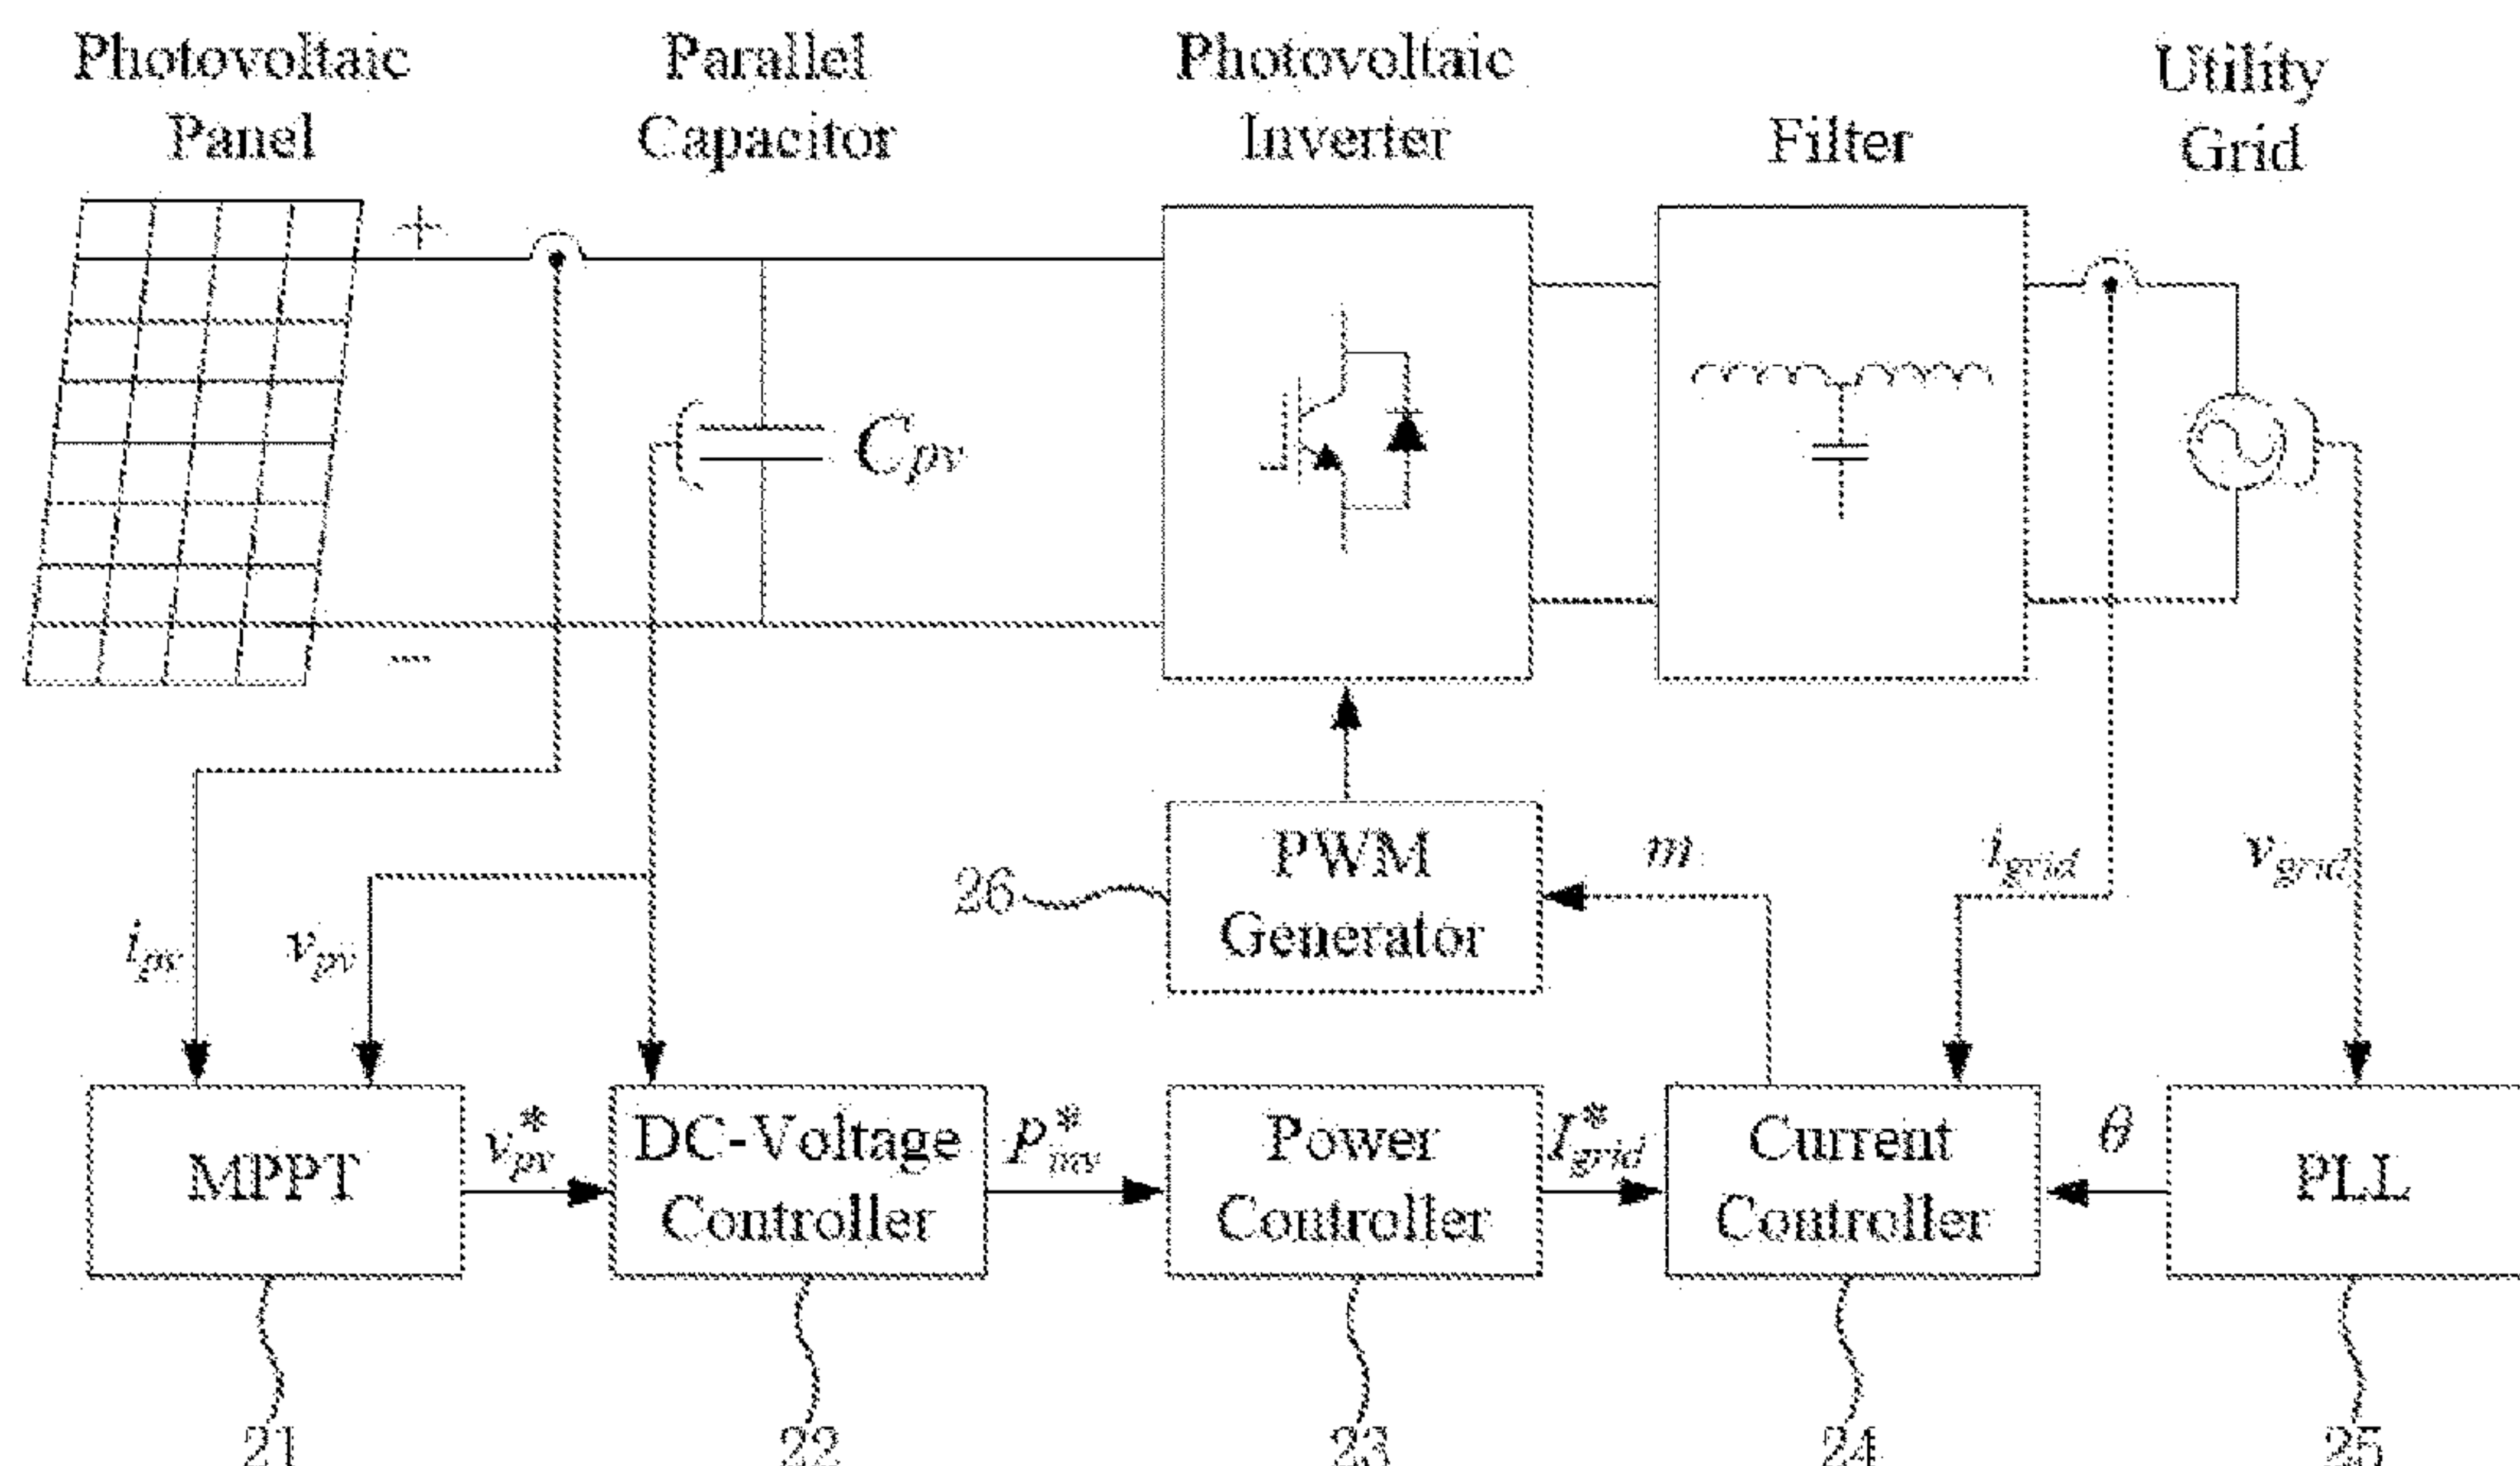 Photovoltaic
Panel
Parallel
Capacitor
Photovoltaic
Inverter
Filter
Utility
Grid
+
C_pv
−
26
PWM
Generator
m
i_grid
v_grid
i_pv
v_pv
MPPT
v*_pv
DC-Voltage
Controller
P*_inv
Power
Controller
I*_grid
Current
Controller
θ
PLL
21
22
23
24
25